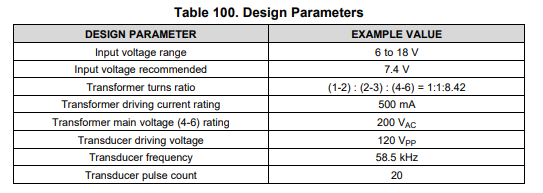 Table 100. Design Parameters
DESIGN PARAMETER EXAMPLE VALUE
Input voltage range 6 to 18 V
Input voltage recommended 7.4 V
Transformer turns ratio (1-2) : (2-3) : (4-6) = 1:1:8.42
Transformer driving current rating 500 mA
Transformer main voltage (4-6) rating 200 VAC
Transducer driving voltage 120 VPP
Transducer frequency 58.5 kHz
Transducer pulse count 20